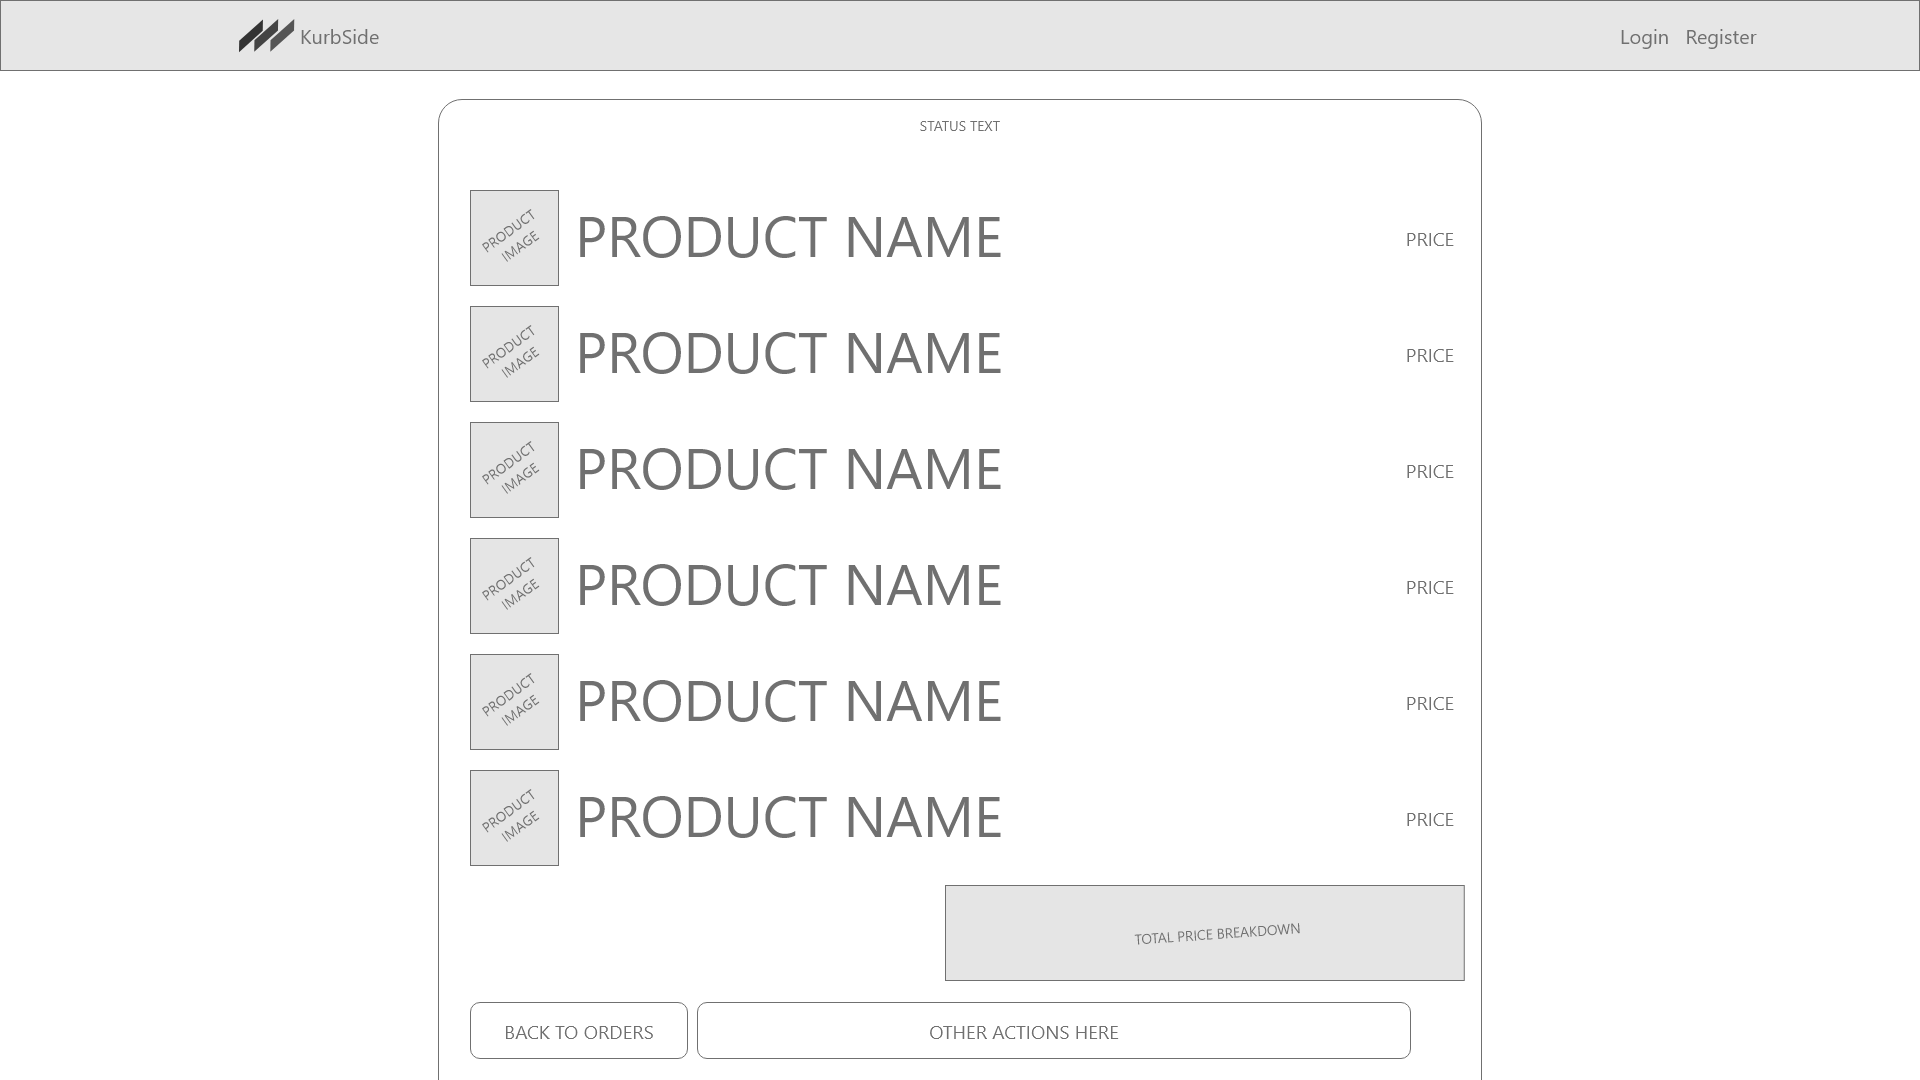 KurbSide
Login Register
STATUS TEXT
PRODUCT
IMAGE
PRODUCT NAME
PRICE
PRODUCT
IMAGE
PRODUCT NAME
PRICE
PRODUCT
IMAGE
PRODUCT NAME
PRICE
PRODUCT
IMAGE
PRODUCT NAME
PRICE
PRODUCT
IMAGE
PRODUCT NAME
PRICE
PRODUCT
IMAGE
PRODUCT NAME
PRICE
TOTAL PRICE BREAKDOWN
BACK TO ORDERS
OTHER ACTIONS HERE